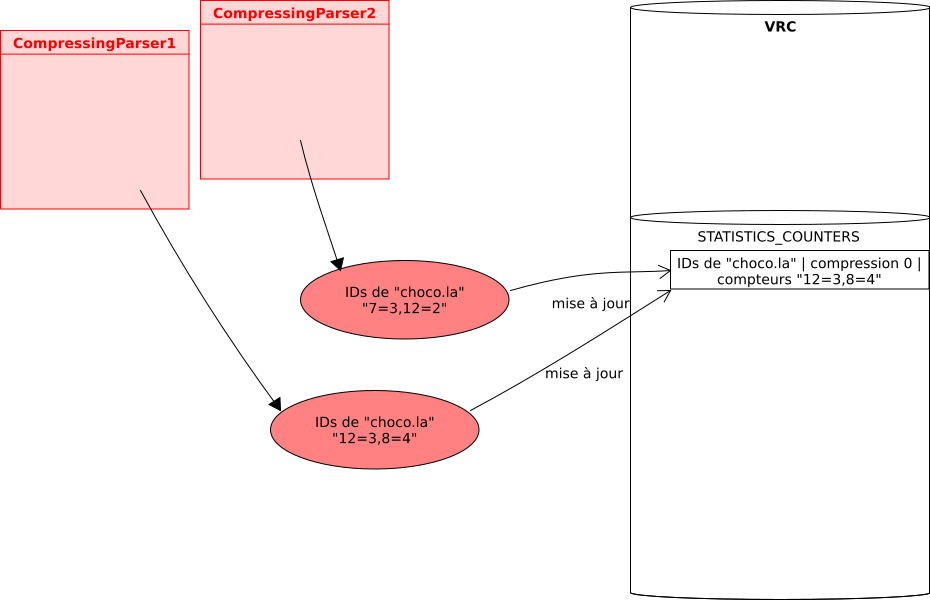 CompressingParser2
CompressingParser1
VRC
STATISTICS_COUNTERS
IDs de "choco.la" | compression 0 |
compteurs "12=3,8=4"
IDs de "choco.la"
"7=3,12=2"
mise à jour
mise à jour
IDs de "choco.la"
"12=3,8=4"